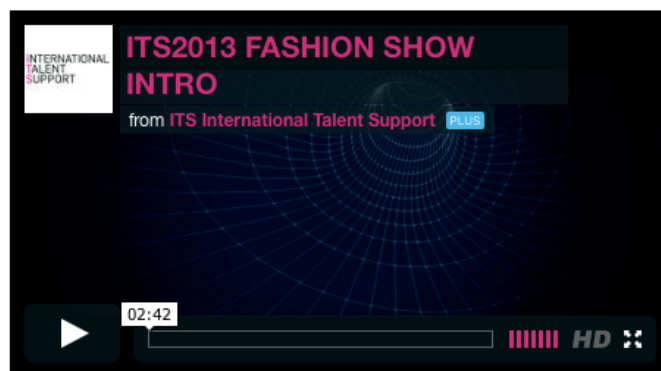 INTERNATIONAL
TALENT
SUPPORT
ITS2013 FASHION SHOW
INTRO
from ITS International Talent Support PLUS
02:42
HD